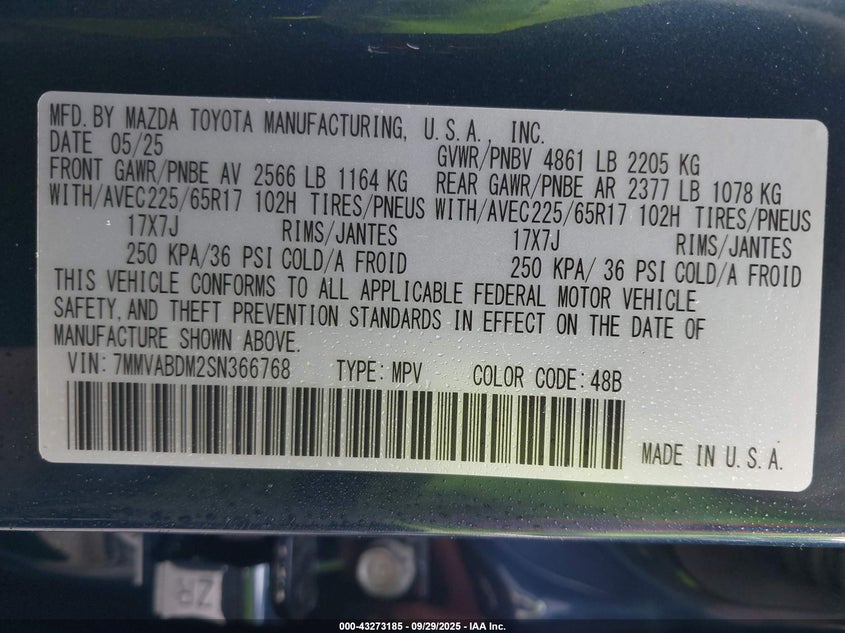 MFD. BY MAZDA TOYOTA MANUFACTURING, U.S.A., INC.
DATE 05/25 GVWR/PNBV 4861 LB 2205 KG
FRONT GAWR/PNBE AV 2566 LB 1164 KG REAR GAWR/PNBE AR 2377 LB 1078 KG
WITH/AVEC225/65R17 102H TIRES/PNEUS WITH/AVEC225/65R17 102H TIRES/PNEUS
17X7J RIMS/JANTES 17X7J RIMS/JANTES
250 KPA/36 PSI COLD/A FROID 250 KPA/ 36 PSI COLD/A FROID
THIS VEHICLE CONFORMS TO ALL APPLICABLE FEDERAL MOTOR VEHICLE
SAFETY, AND THEFT PREVENTION STANDARDS IN EFFECT ON THE DATE OF
MANUFACTURE SHOWN ABOVE.
VIN: 7MMVABDM2SN366768 TYPE: MPV COLOR CODE: 48B
MADE IN U.S.A.
ZR
000-43273185 - 09/29/2025 - IAA Inc.